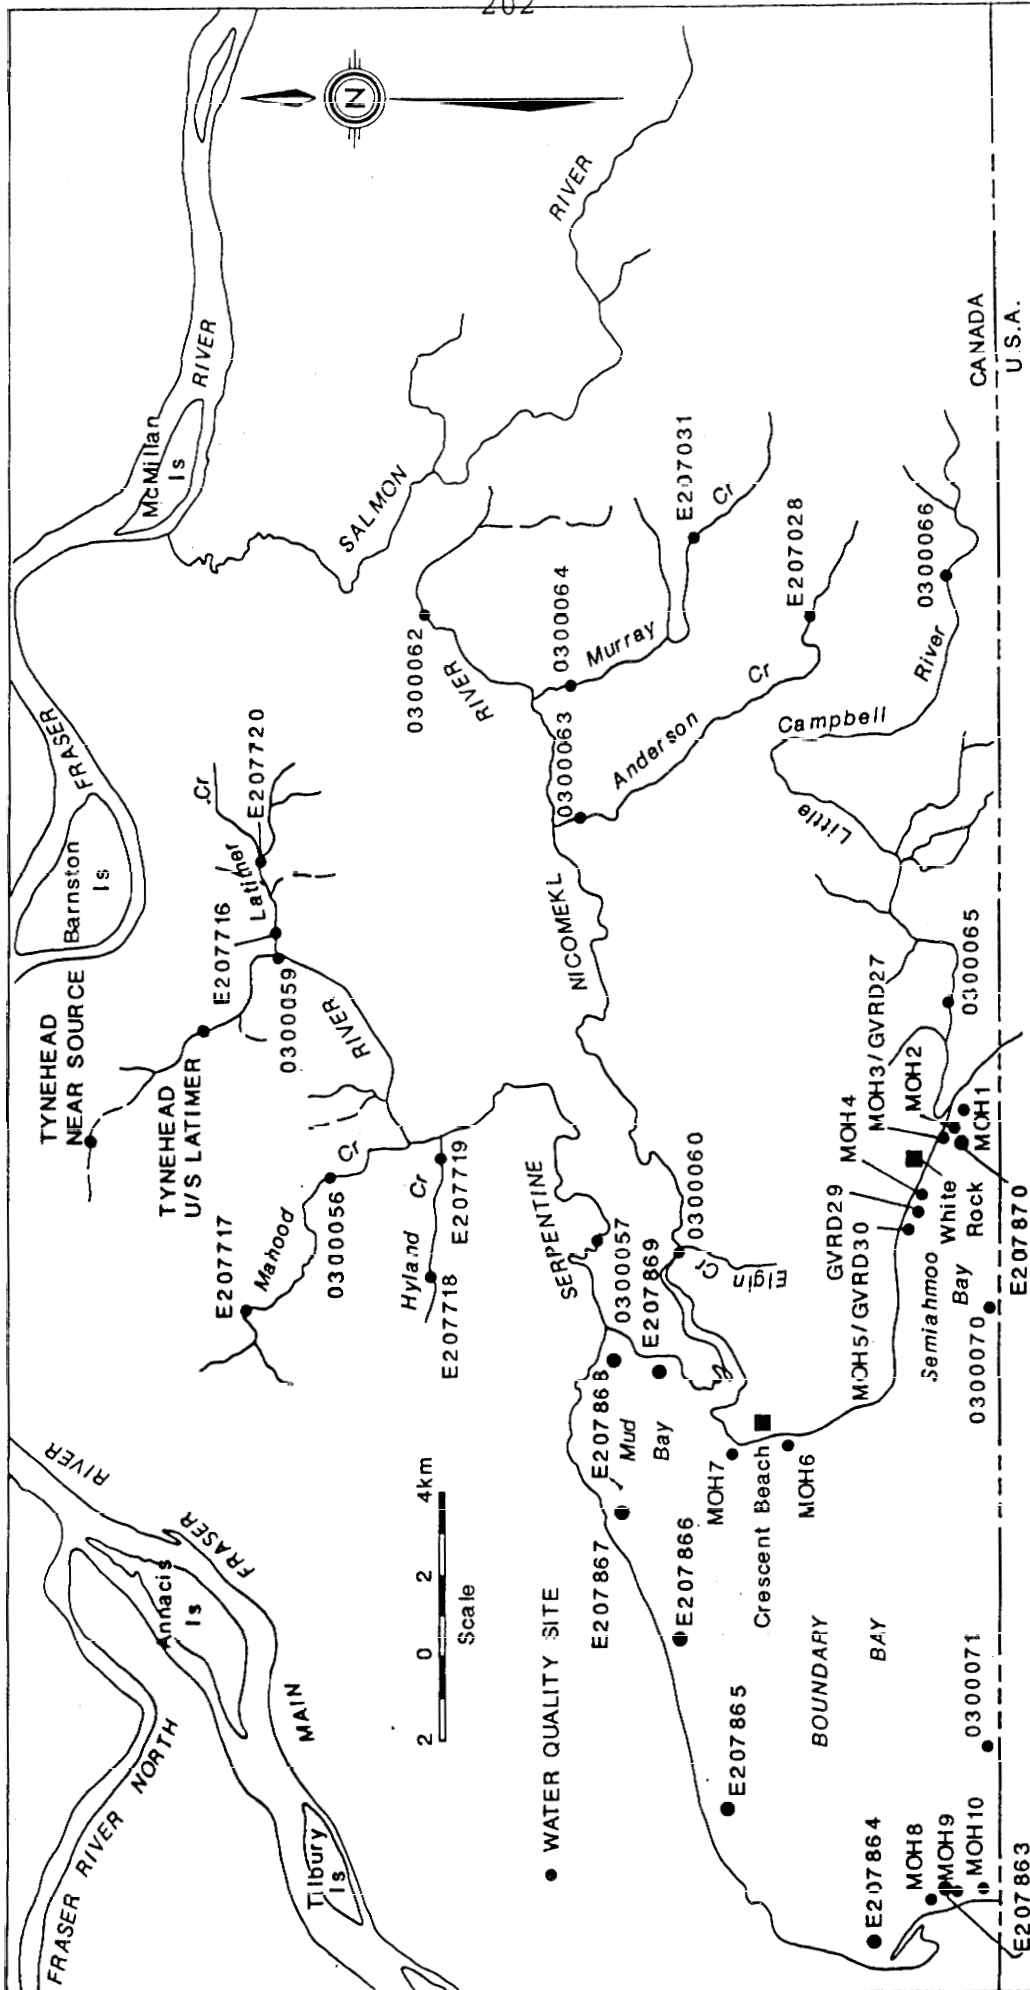 202
N
RIVER
McMillan
Is
RIVER
FRASER
Barnston
Is
SALMON
0300062
RIVER
0300064
Murray
E207031
Cr
E207028
Cr
Anderson
0300063
NICOMEKL
Campbell
River
0300066
Little
CANADA
U.S.A.
Cr
E207720
Latimer
E207716
0300059
RIVER
TYNEHEAD
NEAR SOURCE
TYNEHEAD
U/S LATIMER
E207717
Mahood
Cr
0300056
Hyland
Cr
E207719
E207718
SERPENTINE
0300057
E207869
E207868
0300060
Elgin
Cr
0300065
MOH3/GVRD27
MOH2
MOH1
MOH4
GVRD29
MOH5/GVRD30
White
Rock
Semiahmoo
Bay
E207870
0300070
Mud
Bay
MOH7
Crescent Beach
MOH6
E207867
E207866
E207865
BOUNDARY
BAY
0300071
E207864
MOH8
MOH9
MOH10
E207863
RIVER
FRASER
Annacis
Is
MAIN
FRASER RIVER NORTH
Tilbury
Is
2 0 2 4km
Scale
WATER QUALITY SITE